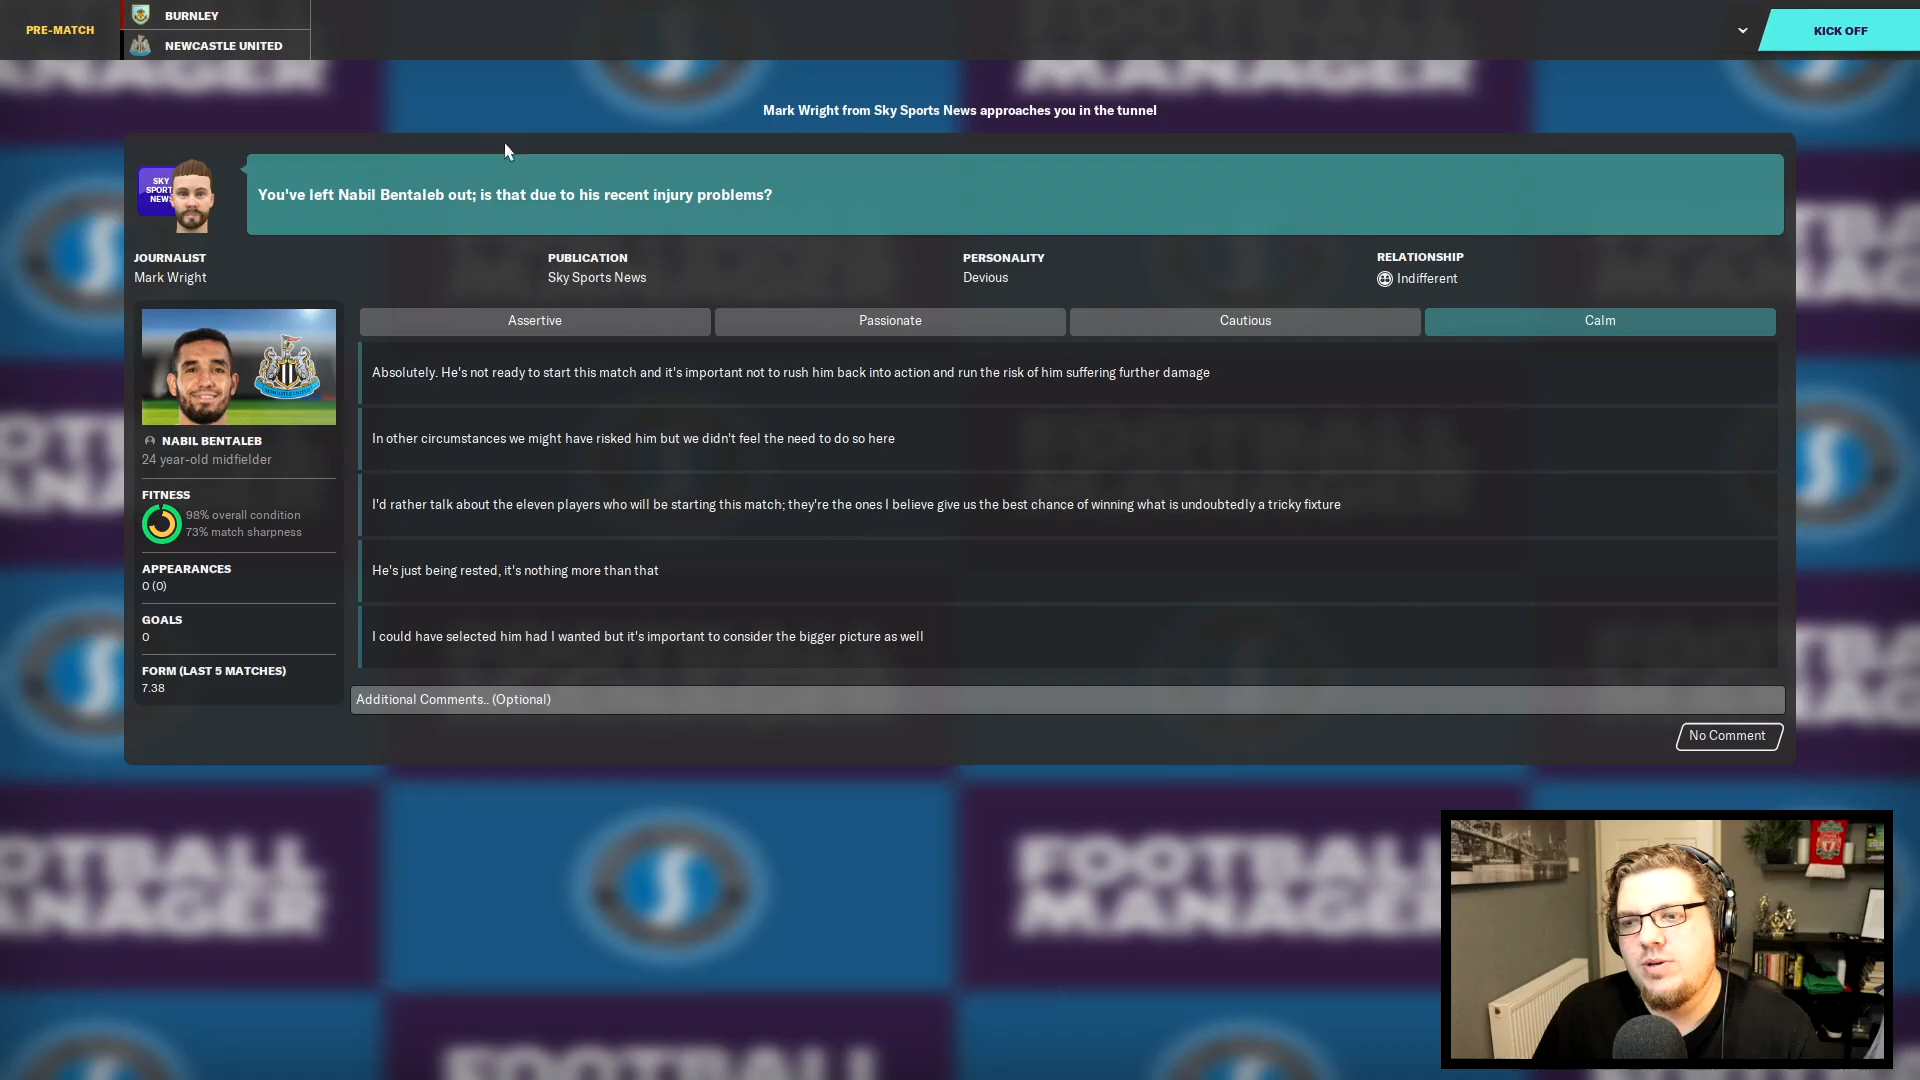 PRE-MATCH
BURNLEY
NEWCASTLE UNITED
KICK OFF
Mark Wright from Sky Sports News approaches you in the tunnel
SKY
SPORT
NEWS
You've left Nabil Bentaleb out; is that due to his recent injury problems?
JOURNALIST
Mark Wright
PUBLICATION
Sky Sports News
PERSONALITY
Devious
RELATIONSHIP
Indifferent
Assertive
Passionate
Cautious
Calm
Absolutely. He's not ready to start this match and it's important not to rush him back into action and run the risk of him suffering further damage
In other circumstances we might have risked him but we didn't feel the need to do so here
I'd rather talk about the eleven players who will be starting this match; they're the ones I believe give us the best chance of winning what is undoubtedly a tricky fixture
He's just being rested, it's nothing more than that
I could have selected him had I wanted but it's important to consider the bigger picture as well
NABIL BENTALEB
24 year-old midfielder
FITNESS
98% overall condition
73% match sharpness
APPEARANCES
0 (0)
GOALS
0
FORM (LAST 5 MATCHES)
7.38
Additional Comments.. (Optional)
No Comment
FOOTBALL
MANAGER